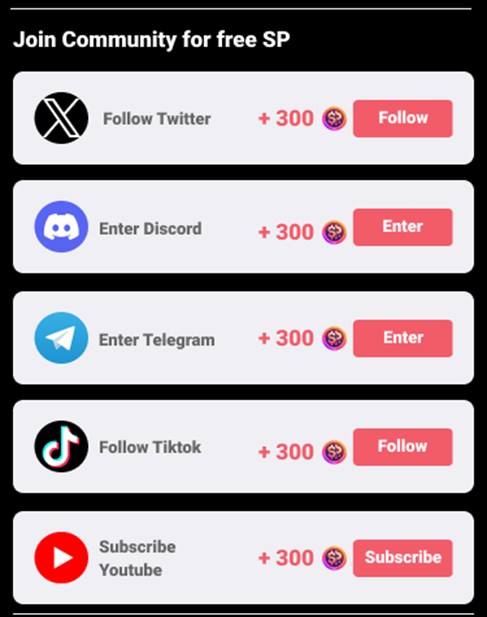 Join Community for free SP
Follow Twitter + 300 Follow
Enter Discord + 300 Enter
Enter Telegram + 300 Enter
Follow Tiktok + 300 Follow
Subscribe
Youtube + 300 Subscribe